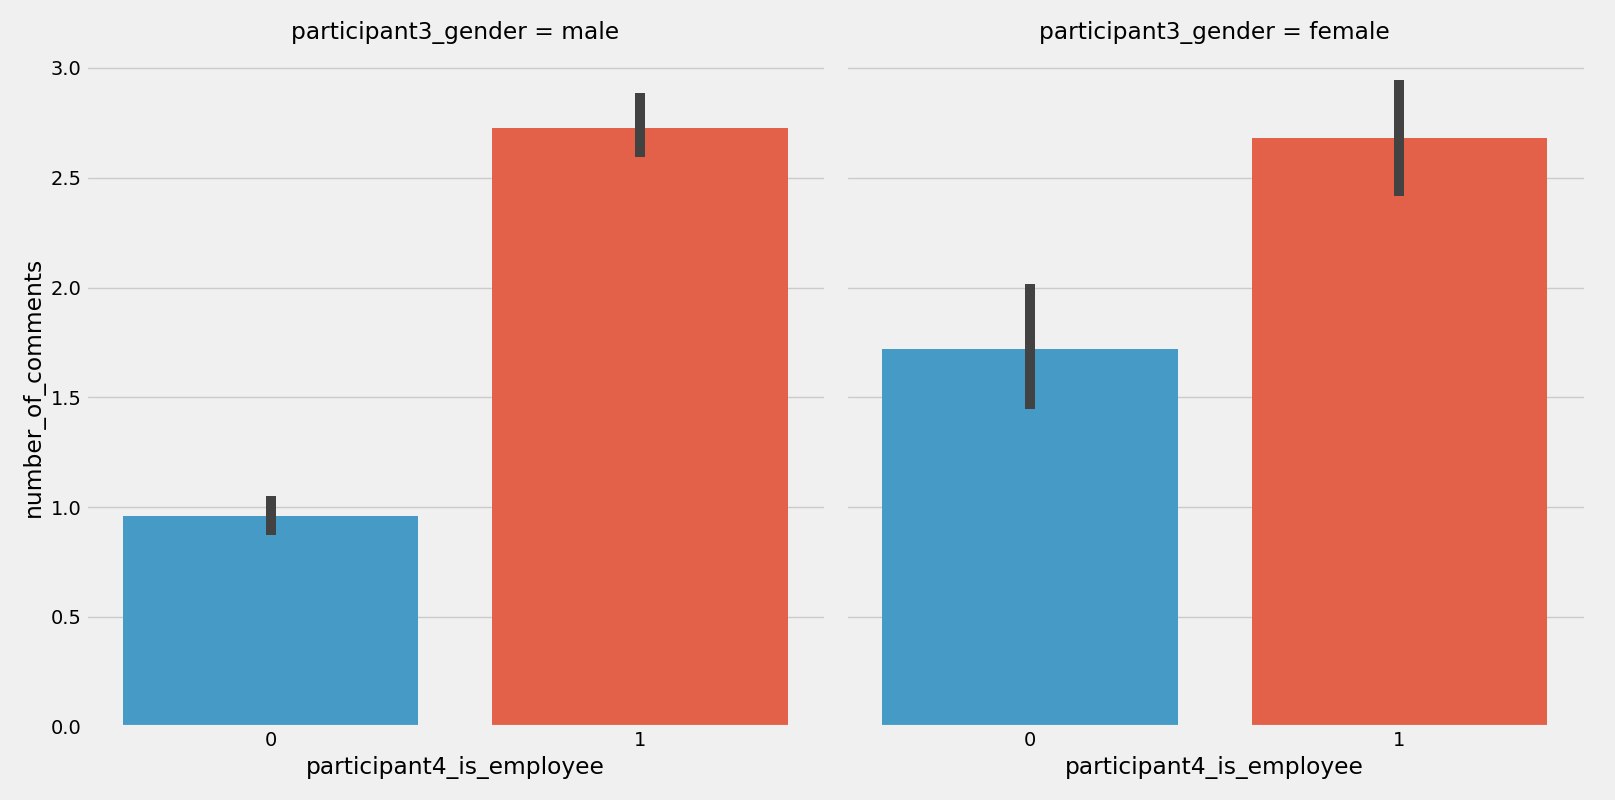 participant3_gender = male
participant3_gender = female
number_of_comments
3.0
2.5
2.0
1.5
1.0
0.5
0.0
0
1
0
1
participant4_is_employee
participant4_is_employee